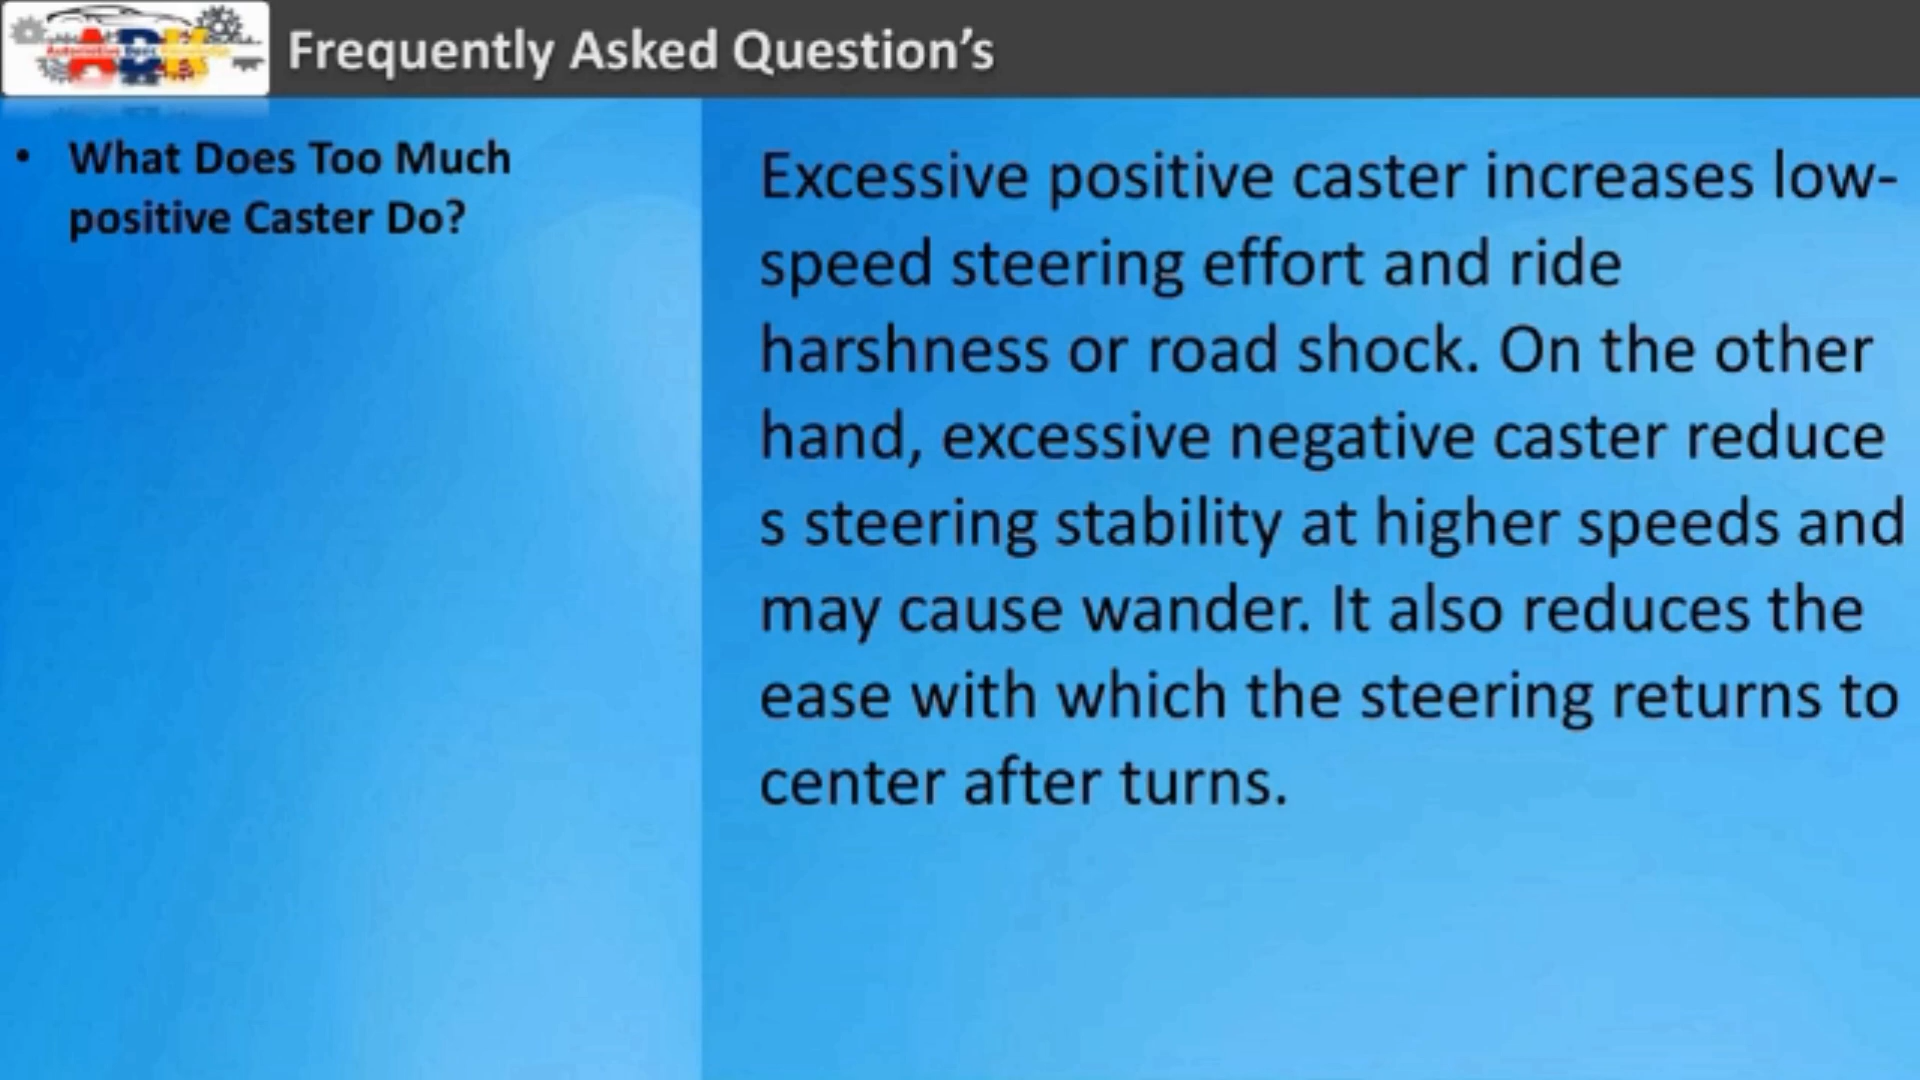 ABK
Frequently Asked Question’s
• What Does Too Much
positive Caster Do?
Excessive positive caster increases low-
speed steering effort and ride
harshness or road shock. On the other
hand, excessive negative caster reduce
s steering stability at higher speeds and
may cause wander. It also reduces the
ease with which the steering returns to
center after turns.